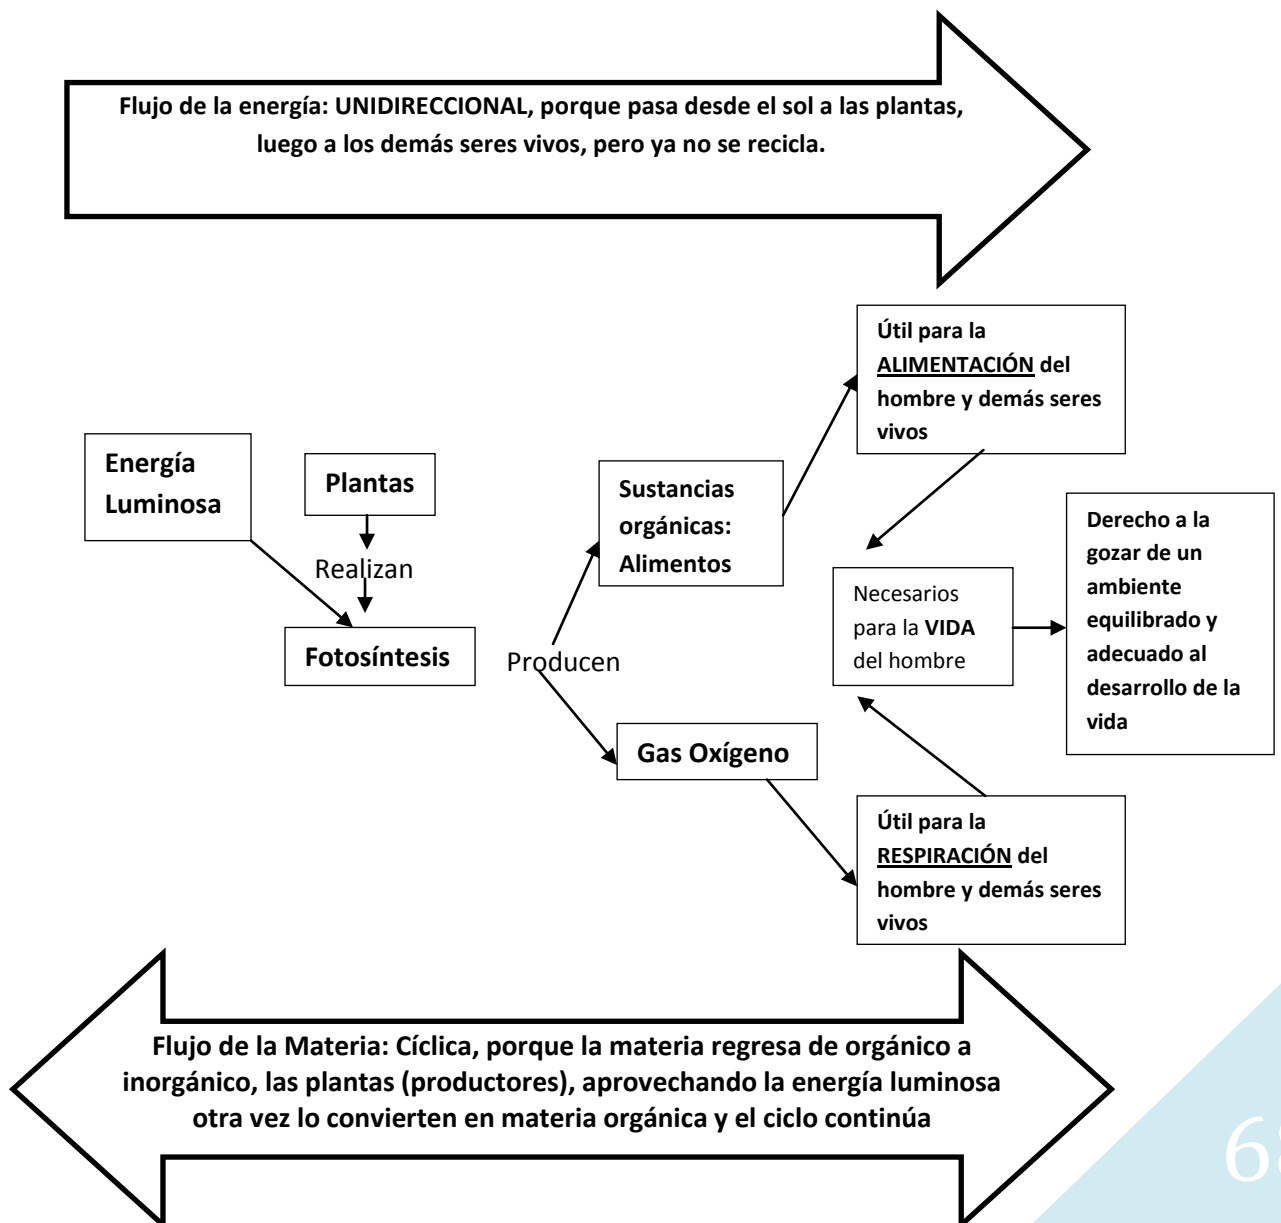 Flujo de la energía: UNIDIRECCIONAL, porque pasa desde el sol a las plantas,
luego a los demás seres vivos, pero ya no se recicla.
Energía
Luminosa
Plantas
Realizan
Fotosíntesis
Producen
Sustancias
orgánicas:
Alimentos
Gas Oxígeno
Útil para la
ALIMENTACIÓN del
hombre y demás seres
vivos
Necesarios
para la VIDA
del hombre
Útil para la
RESPIRACIÓN del
hombre y demás seres
vivos
Derecho a la
gozar de un
ambiente
equilibrado y
adecuado al
desarrollo de la
vida
Flujo de la Materia: Cíclica, porque la materia regresa de orgánico a
inorgánico, las plantas (productores), aprovechando la energía luminosa
otra vez lo convierten en materia orgánica y el ciclo continúa